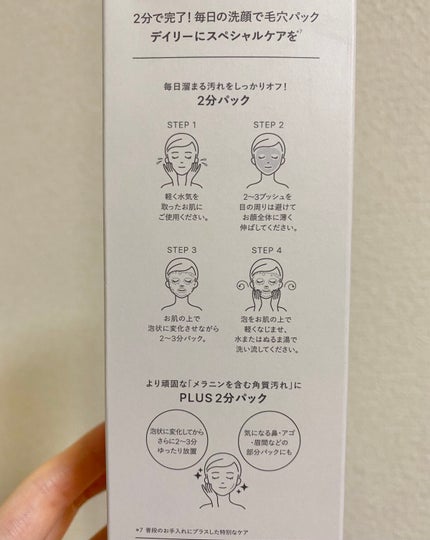 2分で完了!毎日の洗顔で毛穴パック
デイリーにスペシャルケアを*7
毎日溜まる汚れをしっかりオフ!
2分パック
STEP 1
軽く水気を
取ったお肌に
ご使用ください。
STEP 2
2〜3プッシュを
目の周りは避けて
お顔全体に薄く
伸ばしてください。
STEP 3
お肌の上で
泡状に変化させながら
2〜3分パック。
STEP 4
泡をお肌の上で
軽くなじませ、
水またはぬるま湯で
洗い流してください。
より頑固な「メラニンを含む角質汚れ」に
PLUS 2分パック
泡状に変化してから
さらに2〜3分
ゆったり放置
気になる鼻・アゴ
・眉間などの
部分パックにも
*7 普段のお手入れにプラスした特別なケア